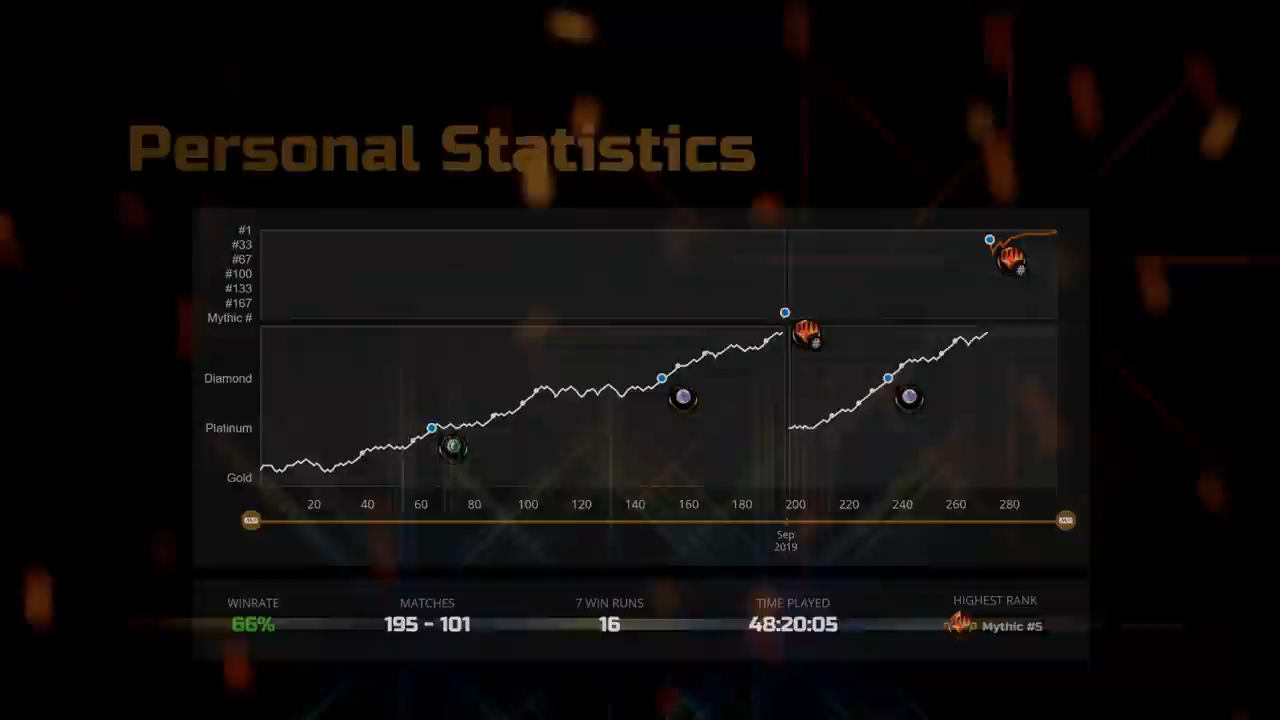 Personal Statistics
#1
#33
#67
#100
#133
#167
Mythic #
Diamond
Platinum
Gold
20 40 60 80 100 120 140 160 180 200 220 240 260 280
Sep
2019
WINRATE MATCHES 7 WIN RUNS TIME PLAYED HIGHEST RANK
66% 195 - 101 16 48:20:05 Mythic #5